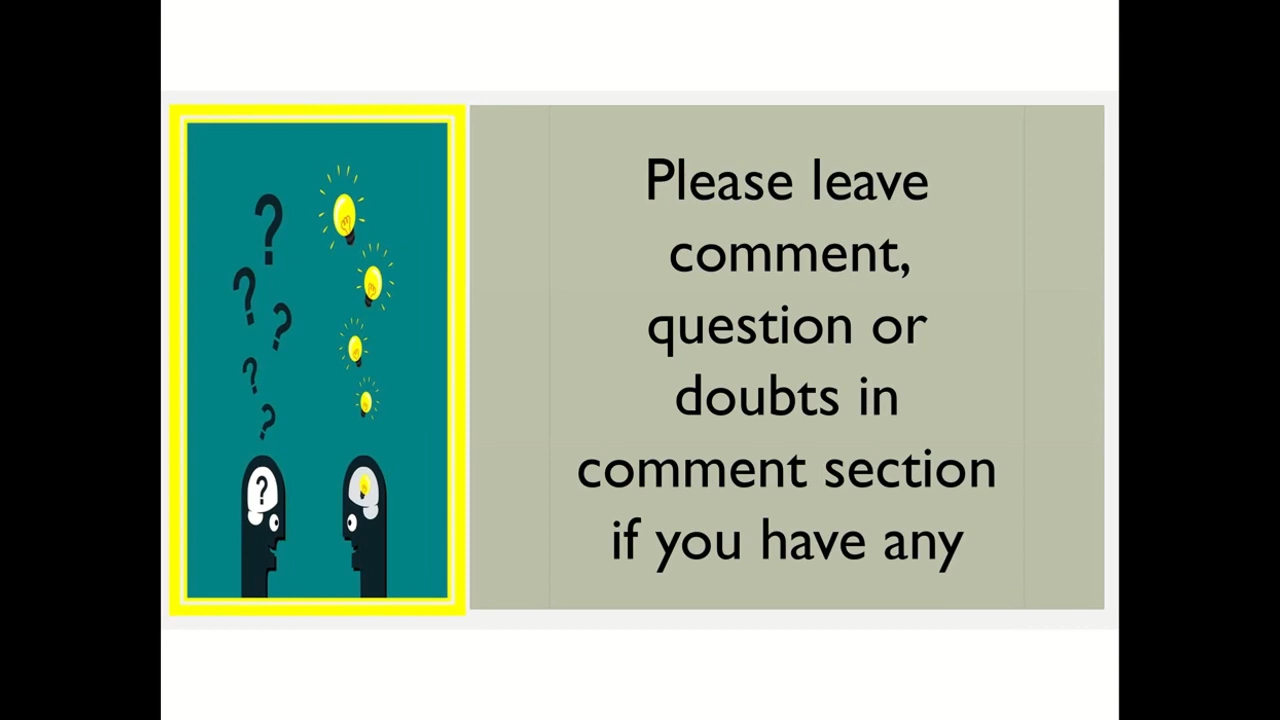 Please leave
comment,
question or
doubts in
comment section
if you have any